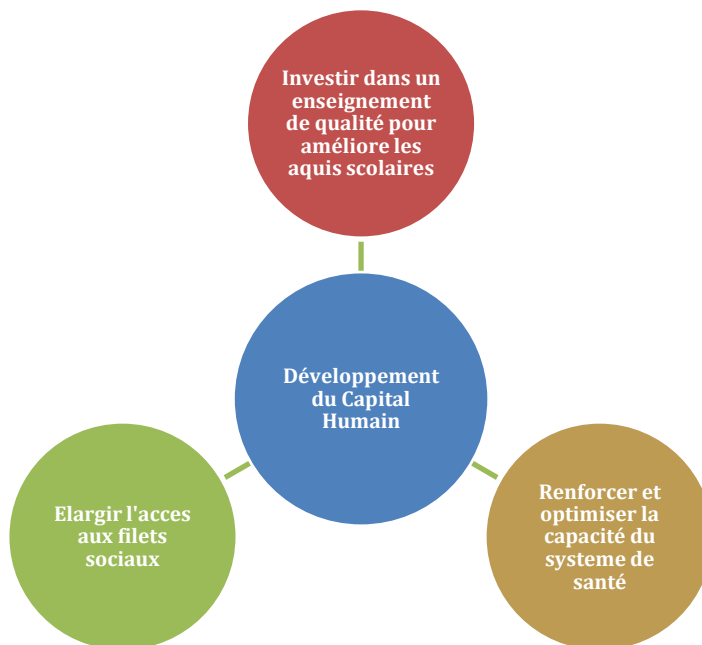 Investir dans un
enseignement
de qualité pour
améliore les
aquis scolaires
Développement
du Capital
Humain
Elargir l'acces
aux filets
sociaux
Renforcer et
optimiser la
capacité du
systeme de
santé